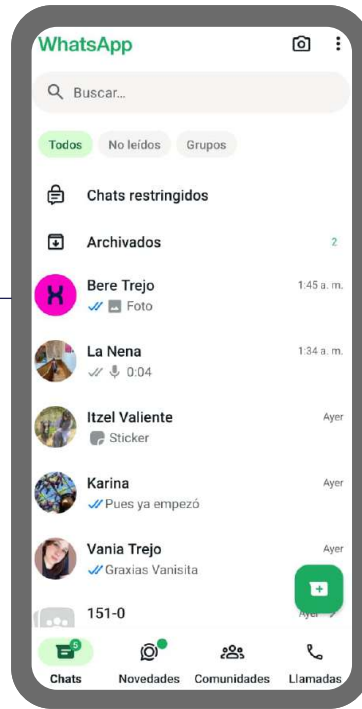 WhatsApp
Buscar...
Todos No leídos Grupos
Chats restringidos
Archivados 2
Bere Trejo 1:45 a. m.
Foto
La Nena 1:34 a. m.
0:04
Itzel Valiente Ayer
Sticker
Karina Ayer
Pues ya empezó
Vania Trejo Ayer
Graxias Vanisita
151-0 Ayer
5
Chats Novedades Comunidades Llamadas